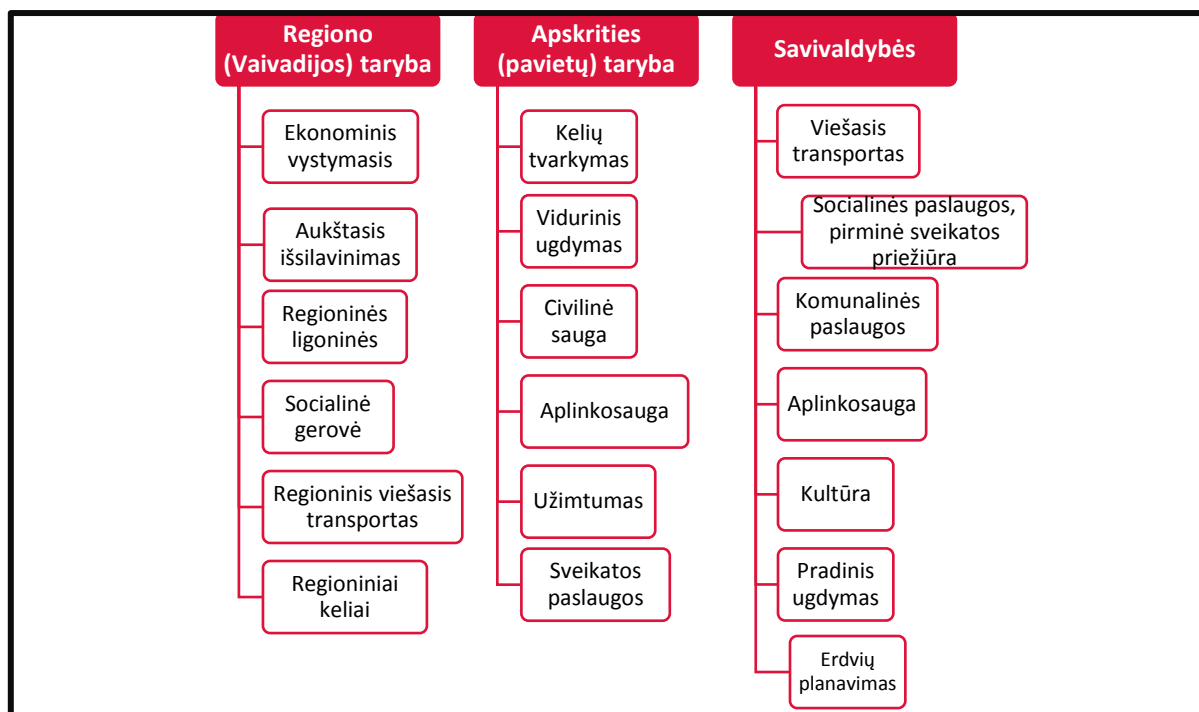 Regiono
(Vaivadijos) taryba
Ekonominis
vystymasis
Aukštasis
išsilavinimas
Regioninės
ligoninės
Socialinė
gerovė
Regioninis viešasis
transportas
Regioniniai
keliai
Apskrities
(pavietų) taryba
Kelių
tvarkymas
Vidurinis
ugdymas
Civilinė
sauga
Aplinkosauga
Užimtumas
Sveikatos
paslaugos
Savivaldybės
Viešasis
transportas
Socialinės paslaugos,
pirminė sveikatos
priežiūra
Komunalinės
paslaugos
Aplinkosauga
Kultūra
Pradinis
ugdymas
Erdvių
planavimas